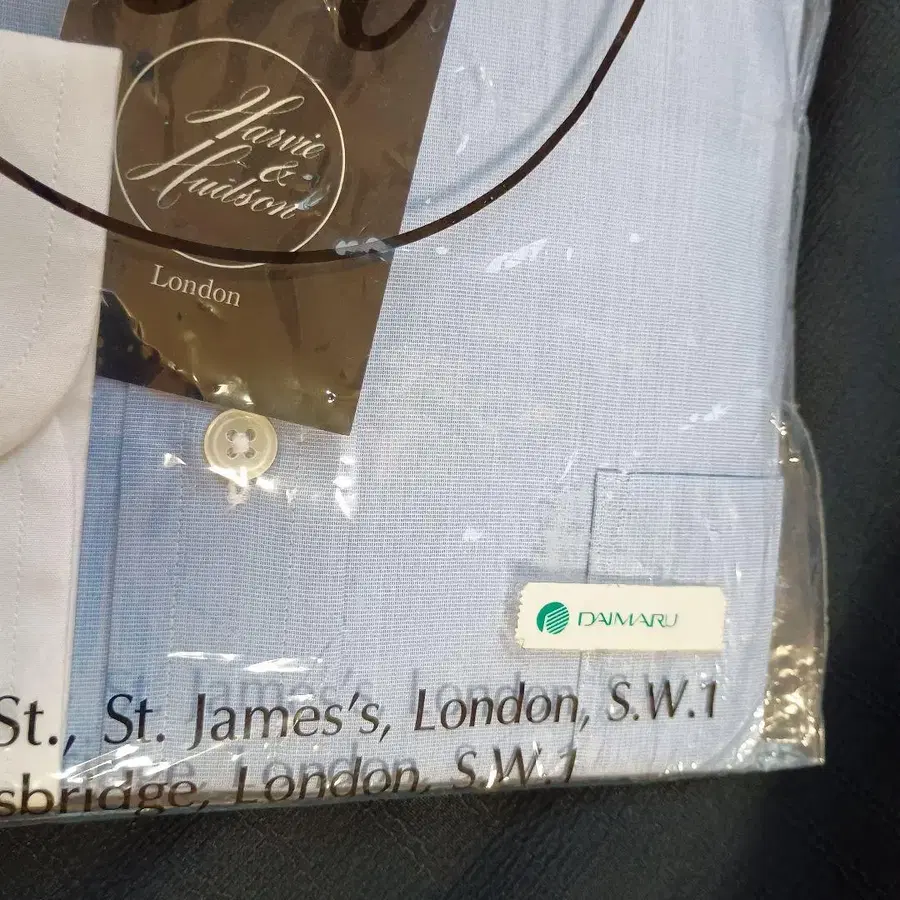 Harvie
&
Hudson
London
DAIMARU
St., St. James's, London, S.W.1
sbridge, London, S.W.1